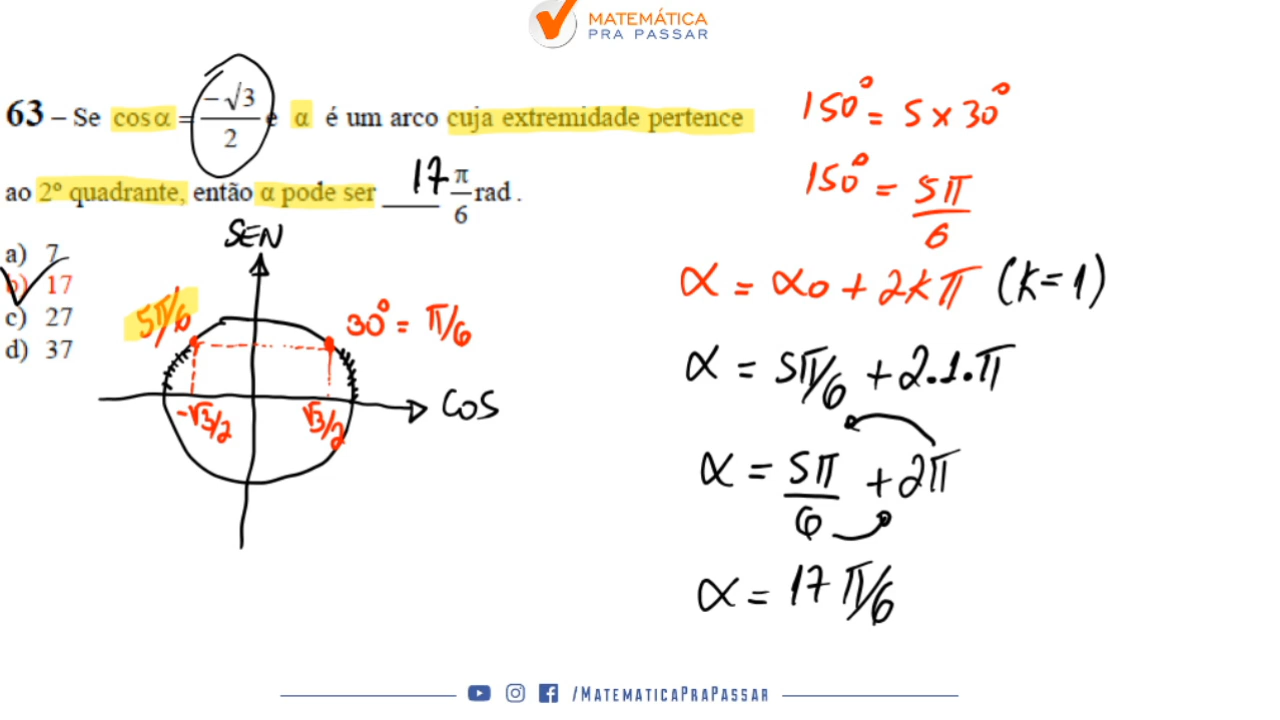 MATEMÁTICA
PRA PASSAR
63 – Se cos α = -√3/2 e α é um arco cuja extremidade pertence
ao 2º quadrante, então α pode ser 17 π/6 rad .
a) 7
b) 17
c) 27
d) 37
SEN
5π/6
30° = π/6
COS
-√3/2
√3/2
150° = 5 x 30°
150° = 5π/6
α = α0 + 2kπ (k=1)
α = 5π/6 + 2.1.π
α = 5π/6 + 2π
α = 17π/6
/MATEMATICAPRAPASSAR